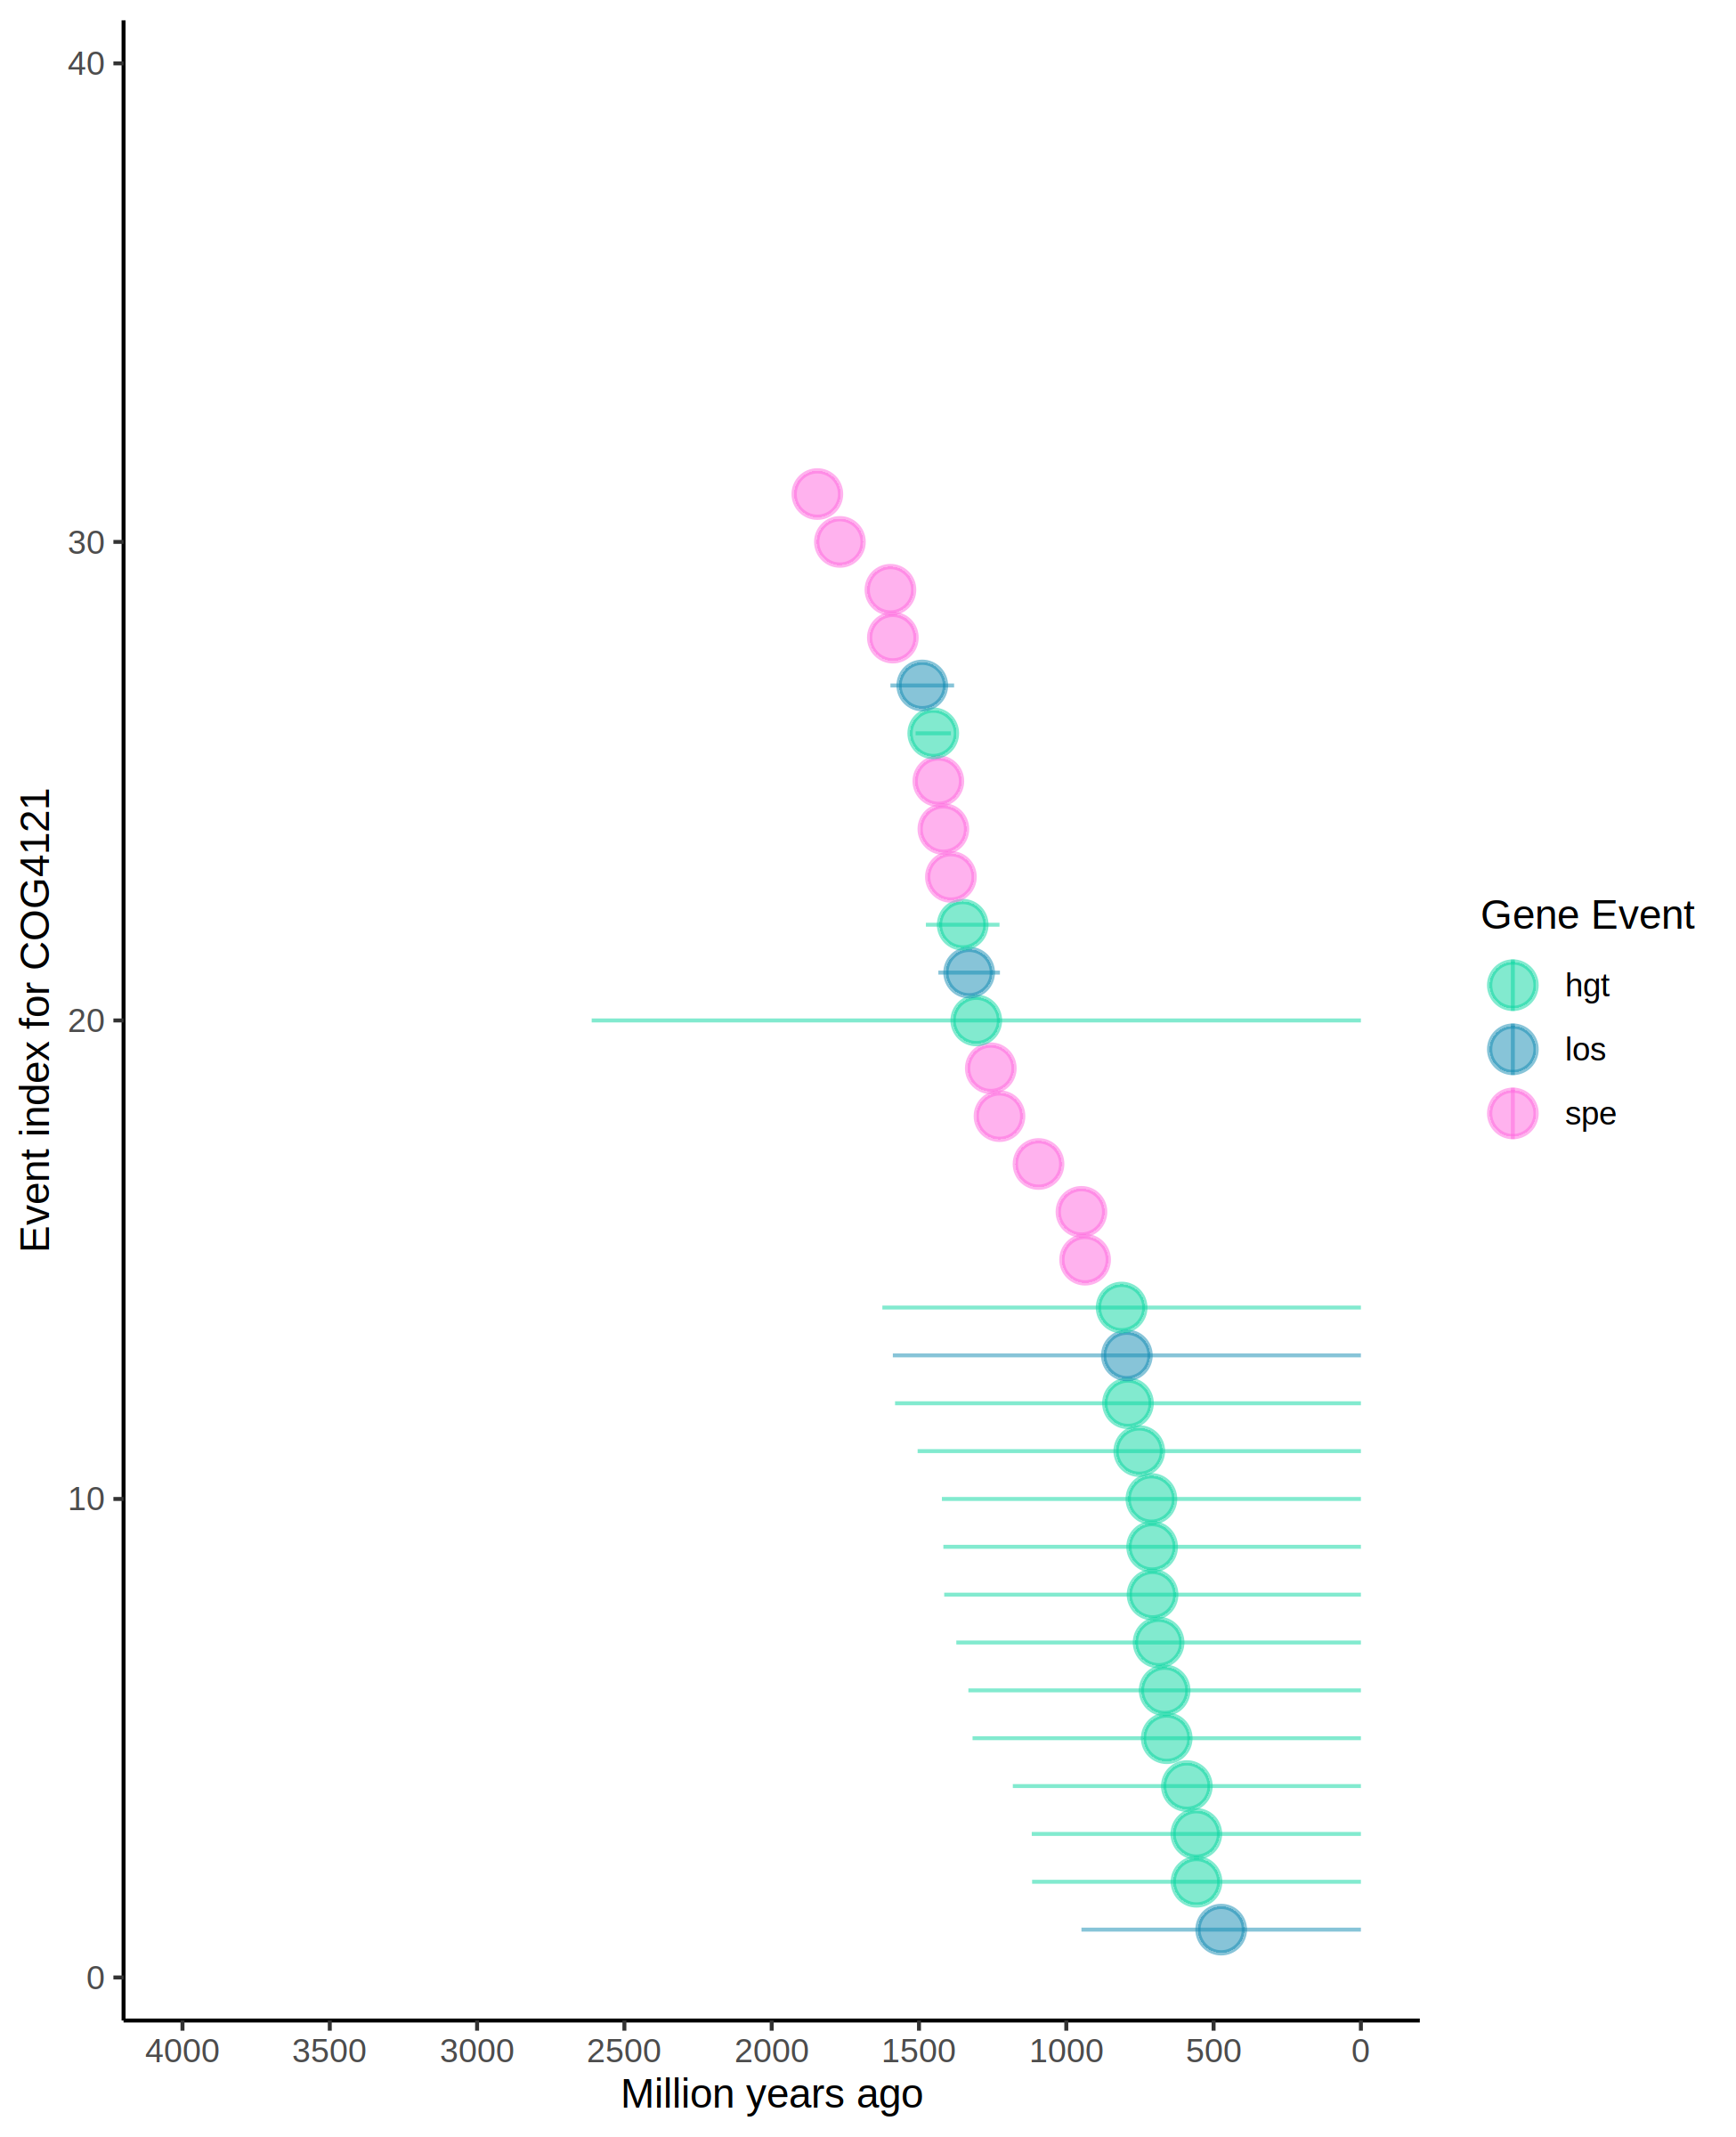 40
30
20
10
0
Event index for COG4121
4000 3500 3000 2500 2000 1500 1000 500 0
Million years ago
Gene Event
hgt
los
spe